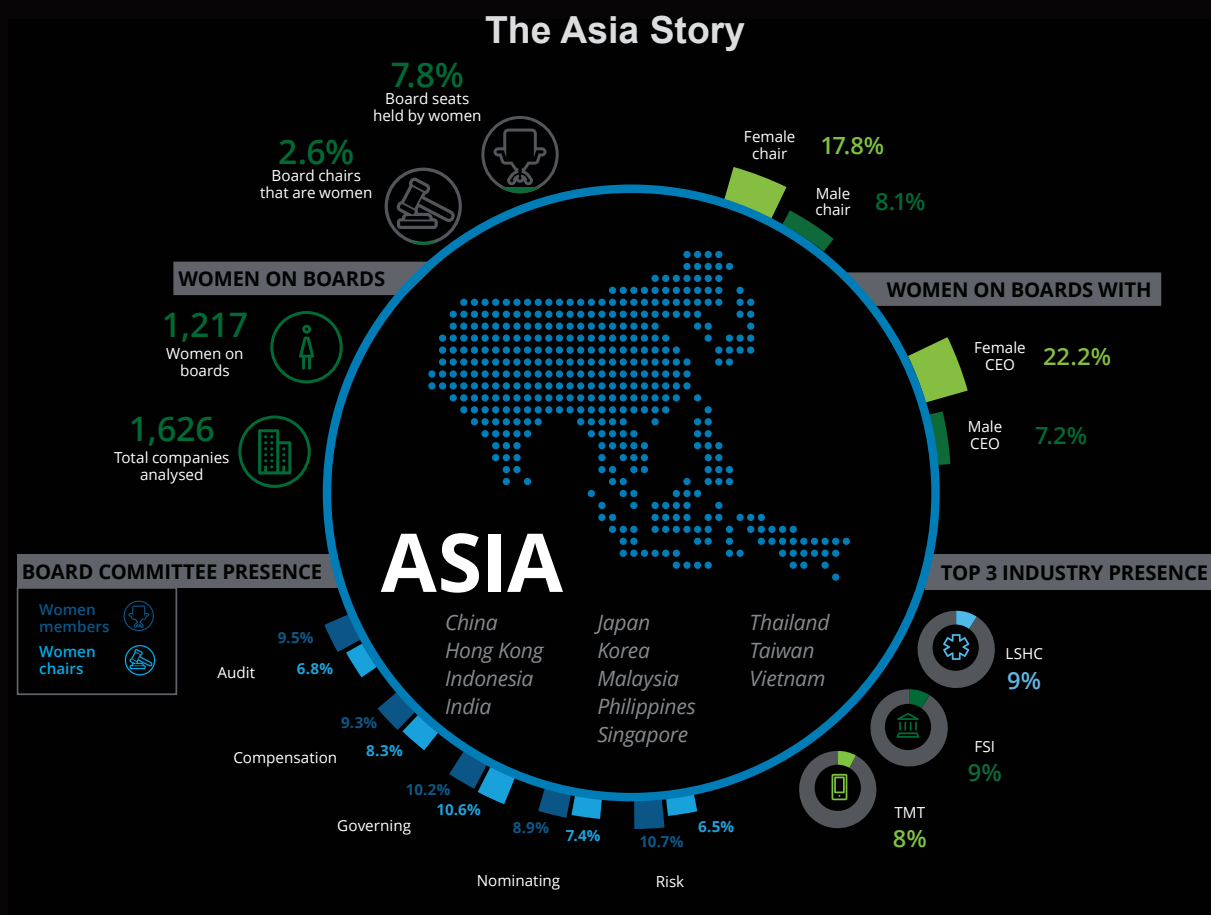 The Asia Story
7.8%
Board seats
held by women
2.6%
Board chairs
that are women
WOMEN ON BOARDS
1,217
Women on
boards
1,626
Total companies
analysed
Female
chair
17.8%
Male
chair
8.1%
WOMEN ON BOARDS WITH
Female
CEO
22.2%
Male
CEO
7.2%
BOARD COMMITTEE PRESENCE
Women
members
Women
chairs
9.5%
6.8%
Audit
9.3%
8.3%
Compensation
10.2%
10.6%
Governing
8.9%
7.4%
Nominating
10.7%
6.5%
Risk
ASIA
China
Hong Kong
Indonesia
India
Japan
Korea
Malaysia
Philippines
Singapore
Thailand
Taiwan
Vietnam
TOP 3 INDUSTRY PRESENCE
LSHC
9%
FSI
9%
TMT
8%